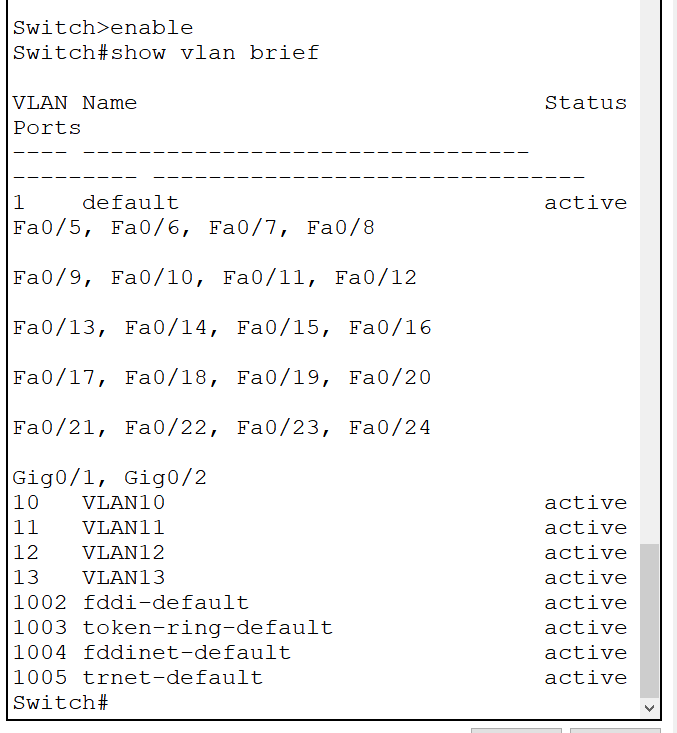 Switch>enable
Switch#show vlan brief
VLAN Name                             Status
Ports
---- --------------------------------
--------- -------------------------------
1    default                          active
Fa0/5, Fa0/6, Fa0/7, Fa0/8
Fa0/9, Fa0/10, Fa0/11, Fa0/12
Fa0/13, Fa0/14, Fa0/15, Fa0/16
Fa0/17, Fa0/18, Fa0/19, Fa0/20
Fa0/21, Fa0/22, Fa0/23, Fa0/24
Gig0/1, Gig0/2
10   VLAN10                           active
11   VLAN11                           active
12   VLAN12                           active
13   VLAN13                           active
1002 fddi-default                     active
1003 token-ring-default               active
1004 fddinet-default                  active
1005 trnet-default                    active
Switch#